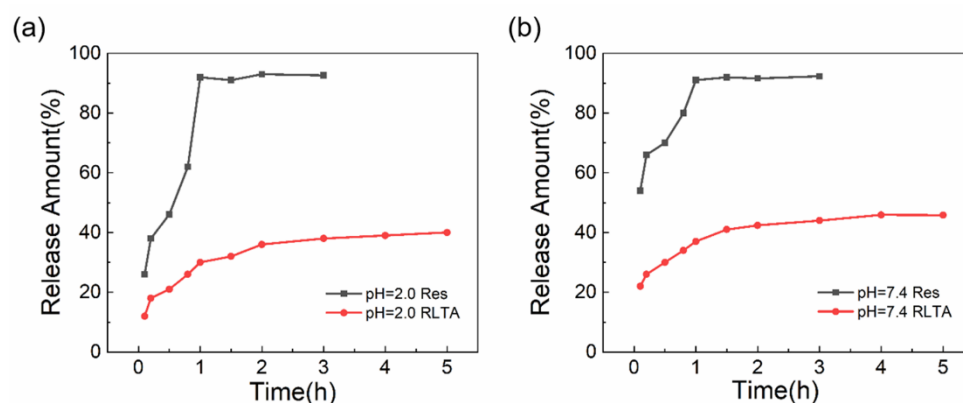 (a)
100
80
60
40
20
0
Release Amount(%)
pH=2.0 Res
pH=2.0 RLTA
0 1 2 3 4 5
Time(h)
(b)
100
80
60
40
20
0
Release Amount(%)
pH=7.4 Res
pH=7.4 RLTA
0 1 2 3 4 5
Time(h)